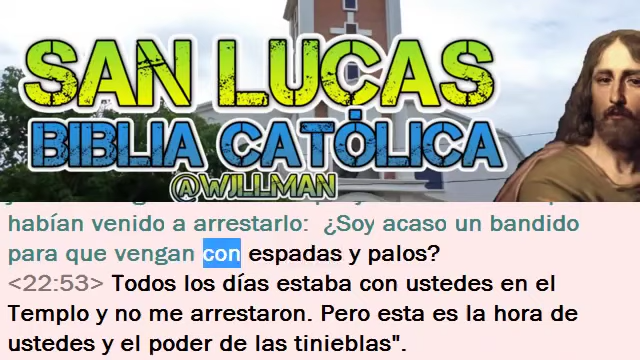 SAN LUCAS
BIBLIA CATÓLICA
@WJLLMAN
habían venido a arrestarlo: ¿Soy acaso un bandido
para que vengan con espadas y palos?
<22:53> Todos los días estaba con ustedes en el
Templo y no me arrestaron. Pero esta es la hora de
ustedes y el poder de las tinieblas".